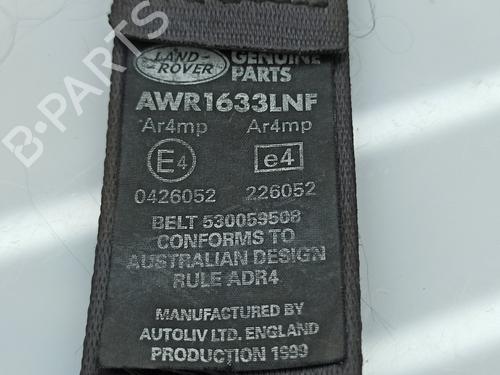 LAND-
ROVER
GENUINE
PARTS
AWR1633LNF
Ar4mp Ar4mp
E4 e4
0426052 226052
BELT 530059508
CONFORMS TO
AUSTRALIAN DESIGN
RULE ADR4
MANUFACTURED BY
AUTOLIV LTD. ENGLAND
PRODUCTION 1999